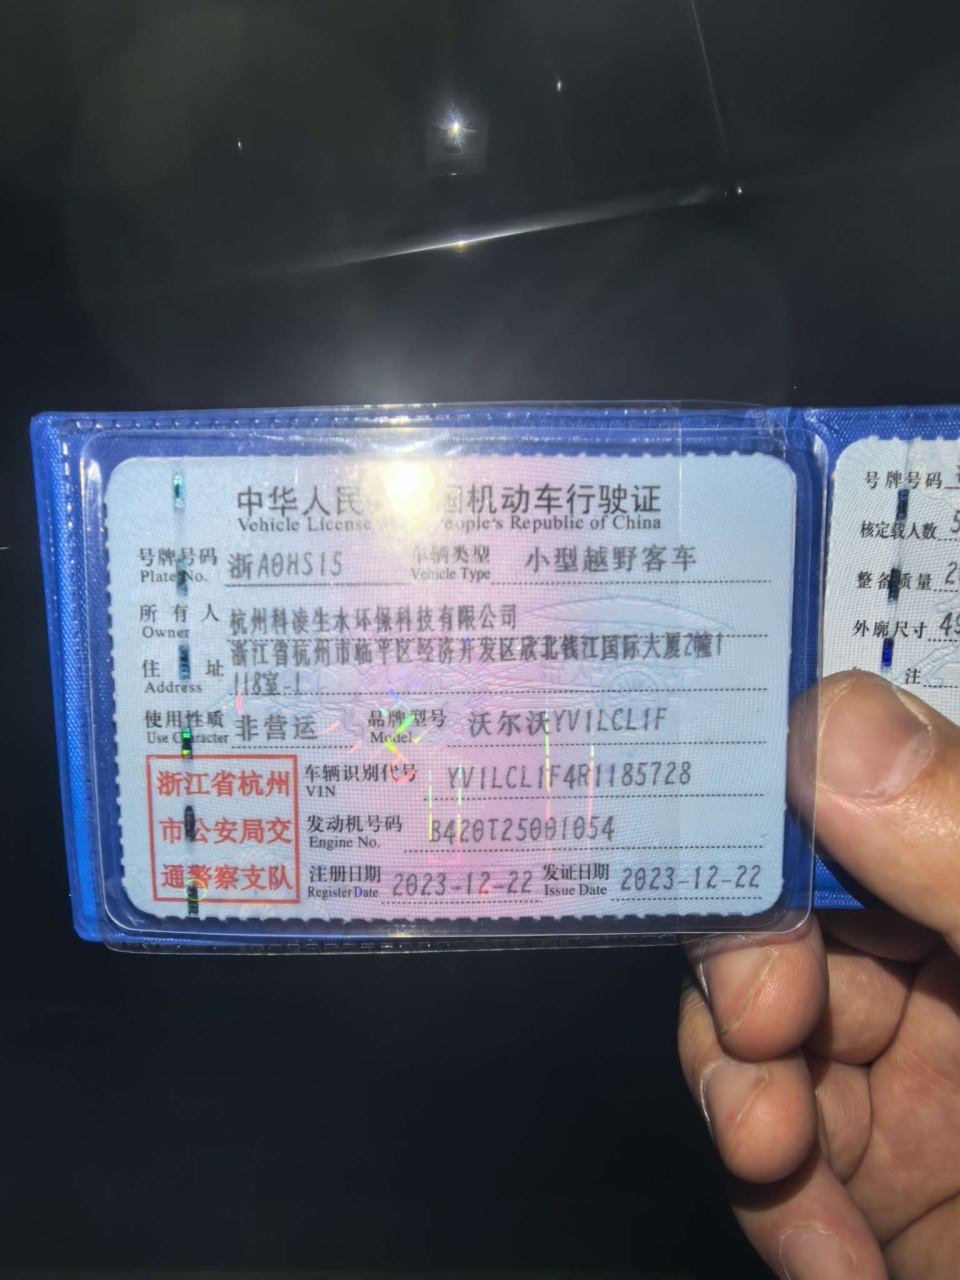 中华人民 国机动车行驶证
Vehicle License People's Republic of China
号牌号码 浙A0HS15 车辆类型 小型越野客车
Plate No. Vehicle Type
所有人 杭州科凌生水环保科技有限公司
Owner
住址 浙江省杭州市临平区经济开发区欣北钱江国际大厦2幢1
Address 118室-1
使用性质 非营运 品牌型号 沃尔沃YV1LCL1F
Use Character Model
浙江省杭州
市公安局交
通警察支队
车辆识别代号 YV1LCL1F4R1185728
VIN
发动机号码 B420T25001054
Engine No.
注册日期 2023-12-22 发证日期 2023-12-22
Register Date Issue Date
号牌号码
核定载人数 5
整备质量 2
外廓尺寸 49
注